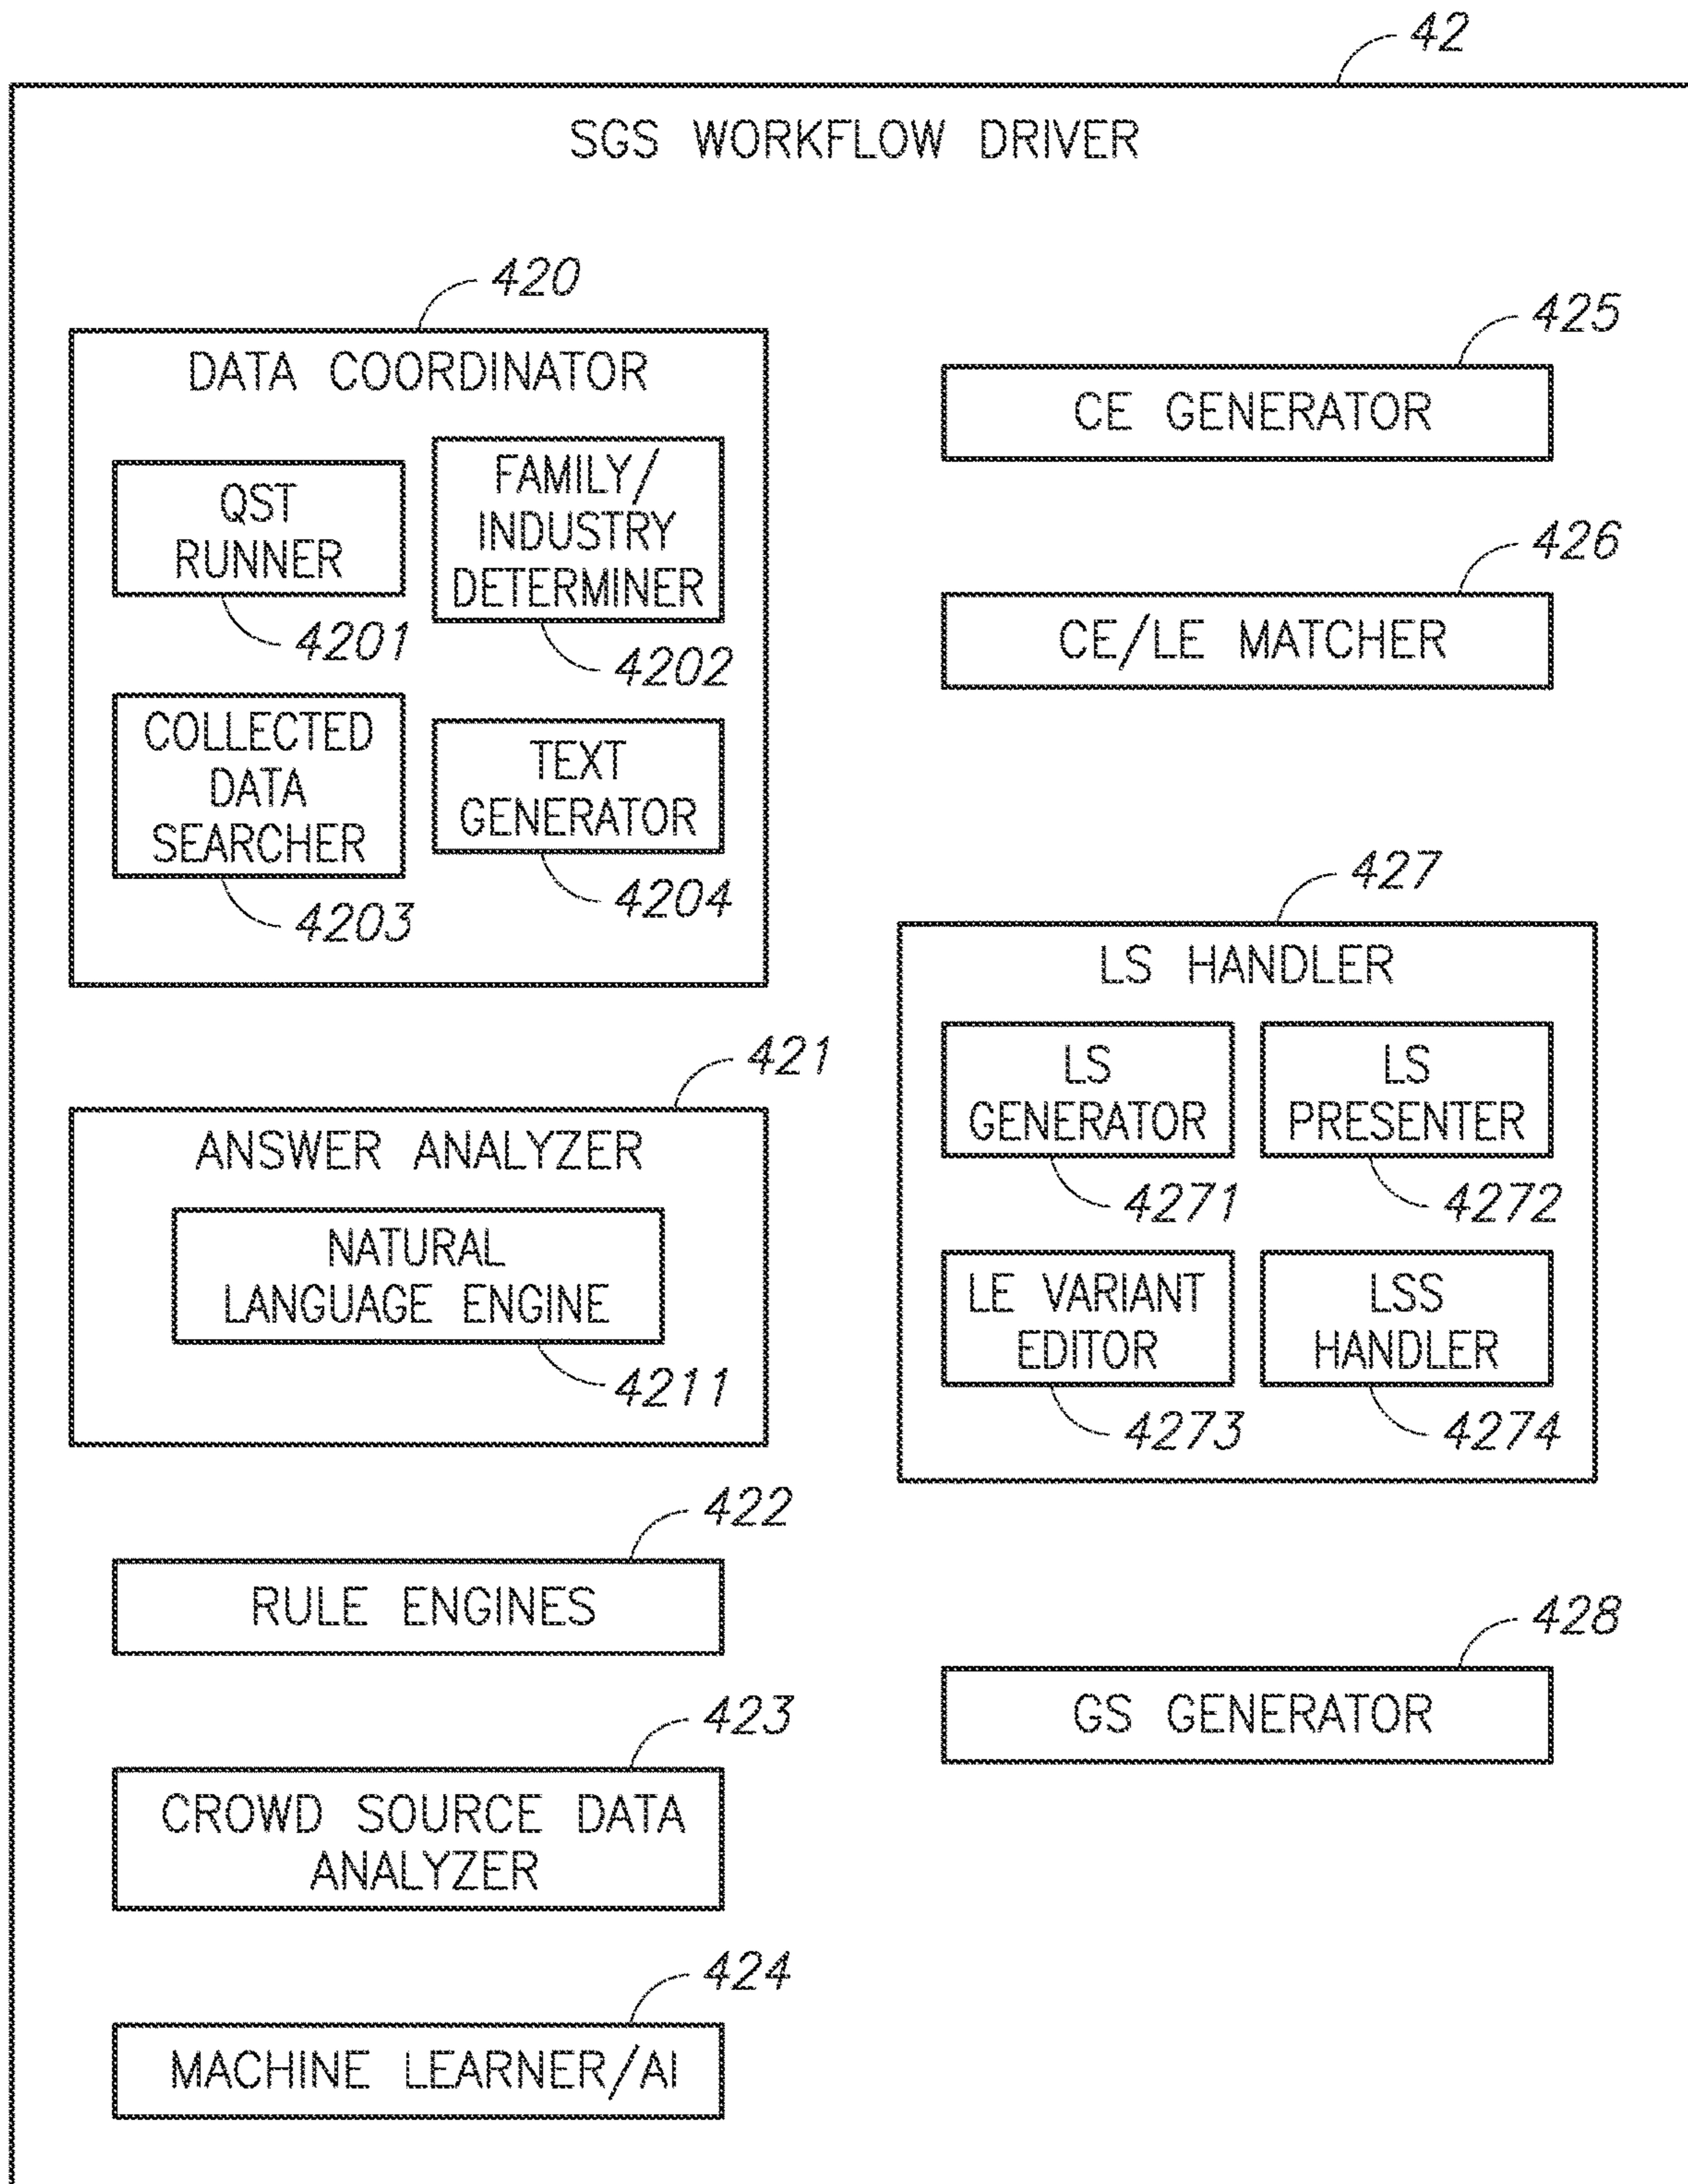 42
SGS WORKFLOW DRIVER
420
DATA COORDINATOR
QST
RUNNER
4201
FAMILY/
INDUSTRY
DETERMINER
4202
COLLECTED
DATA
SEARCHER
4203
TEXT
GENERATOR
4204
421
ANSWER ANALYZER
NATURAL
LANGUAGE ENGINE
4211
422
RULE ENGINES
423
CROWD SOURCE DATA
ANALYZER
424
MACHINE LEARNER/AI
425
CE GENERATOR
426
CE/LE MATCHER
427
LS HANDLER
LS
GENERATOR
4271
LS
PRESENTER
4272
LE VARIANT
EDITOR
4273
LSS
HANDLER
4274
428
GS GENERATOR